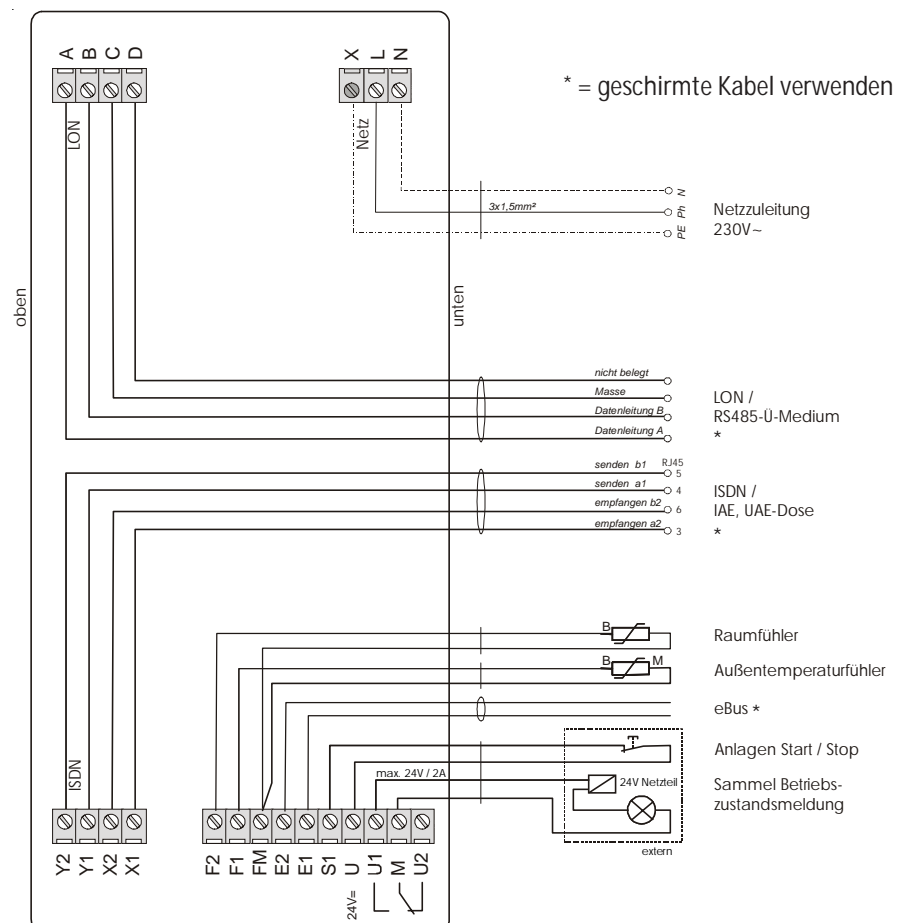 A B C D
X L N
* = geschirmte Kabel verwenden
LON
Netz
N
3x1,5mm²
Ph
Netzzuleitung
PE
230V~
oben
unten
nicht belegt
Masse
LON /
Datenleitung B
RS485-Ü-Medium
Datenleitung A
*
senden b1
RJ45
5
senden a1
4
ISDN /
empfangen b2
6
IAE, UAE-Dose
empfangen a2
3
*
B
Raumfühler
B
M
Außentemperaturfühler
eBus *
Anlagen Start / Stop
ISDN
max. 24V / 2A
24V Netzteil
Sammel Betriebs-
zustandsmeldung
extern
Y2 Y1 X2 X1
F2 F1 FM E2 E1 S1 U U1 M U2
24V=